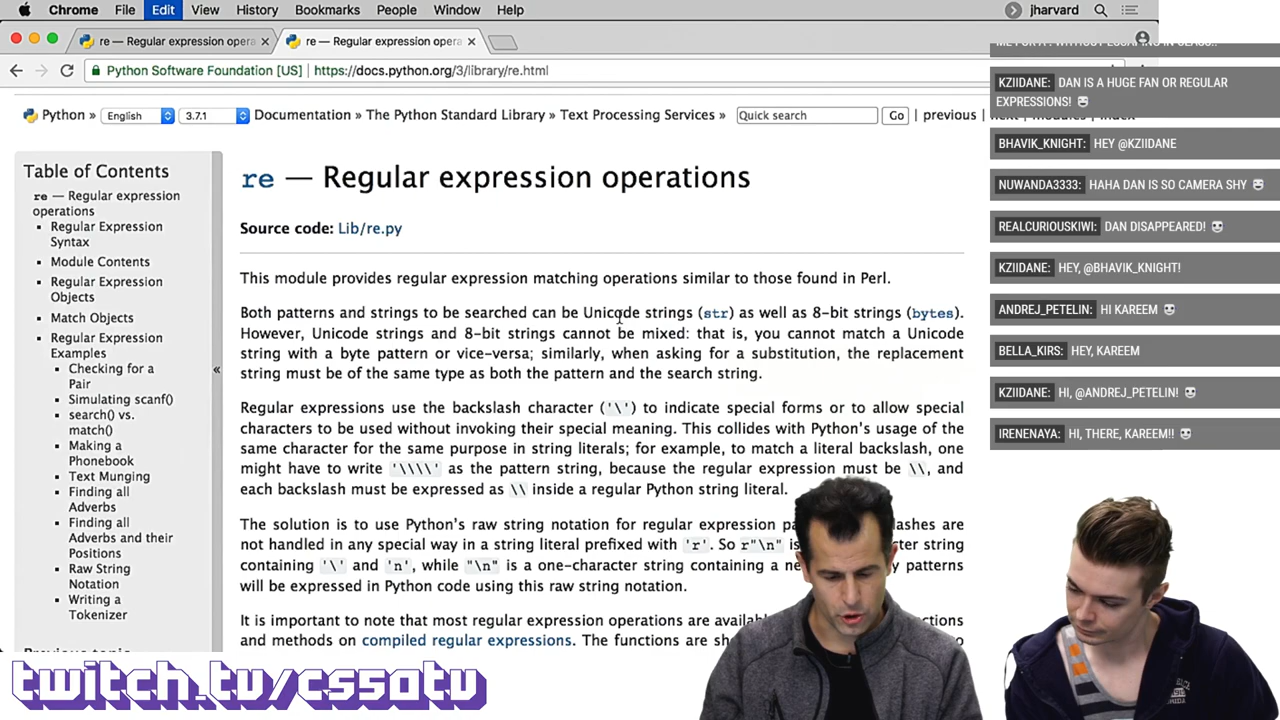 Chrome File Edit View History Bookmarks People Window Help jharvard
re — Regular expression opera × re — Regular expression opera ×
Python Software Foundation [US] | https://docs.python.org/3/library/re.html
Python » English 3.7.1 Documentation » The Python Standard Library » Text Processing Services » Quick search Go | previous |
Table of Contents
re — Regular expression
operations
Regular Expression
Syntax
Module Contents
Regular Expression
Objects
Match Objects
Regular Expression
Examples
Checking for a
Pair
Simulating scanf()
search() vs.
match()
Making a
Phonebook
Text Munging
Finding all
Adverbs
Finding all
Adverbs and their
Positions
Raw String
Notation
Writing a
Tokenizer
«
re — Regular expression operations
Source code: Lib/re.py
This module provides regular expression matching operations similar to those found in Perl.
Both patterns and strings to be searched can be Unicode strings (str) as well as 8-bit strings (bytes).
However, Unicode strings and 8-bit strings cannot be mixed: that is, you cannot match a Unicode
string with a byte pattern or vice-versa; similarly, when asking for a substitution, the replacement
string must be of the same type as both the pattern and the search string.
Regular expressions use the backslash character ('\') to indicate special forms or to allow special
characters to be used without invoking their special meaning. This collides with Python's usage of
the same character for the same purpose in string literals; for example, to match a literal backslash, one
might have to write '\\\\' as the pattern string, because the regular expression must be \\, and
each backslash must be expressed as \\ inside a regular Python string literal.
The solution is to use Python's raw string notation for regular expression pa lashes are
not handled in any special way in a string literal prefixed with 'r'. So r"\n" is cter string
containing '\' and 'n', while "\n" is a one-character string containing a ne y patterns
will be expressed in Python code using this raw string notation.
It is important to note that most regular expression operations are availa ctions
and methods on compiled regular expressions. The functions are sh o
KZIIDANE: DAN IS A HUGE FAN OR REGULAR
EXPRESSIONS!
BHAVIK_KNIGHT: HEY @KZIIDANE
NUWANDA3333: HAHA DAN IS SO CAMERA SHY
REALCURIOUSKIWI: DAN DISAPPEARED!
KZIIDANE: HEY, @BHAVIK_KNIGHT!
ANDREJ_PETELIN: HI KAREEM
BELLA_KIRS: HEY, KAREEM
KZIIDANE: HI, @ANDREJ_PETELIN!
IRENENAYA: HI, THERE, KAREEM!!
twitch.tv/cs50tv